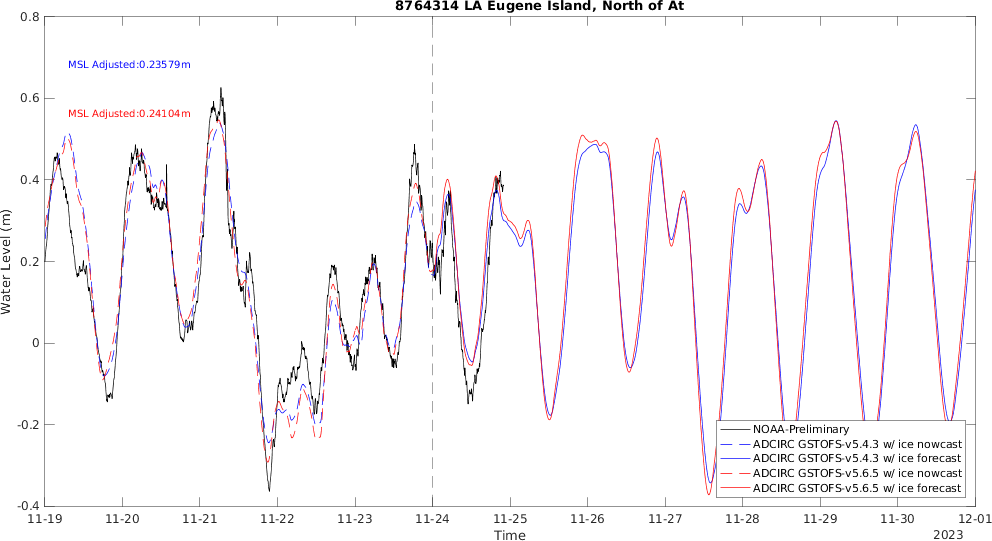 8764314 LA Eugene Island, North of At
0.8
0.6
0.4
0.2
0
-0.2
-0.4
Water Level (m)
MSL Adjusted:0.23579m
MSL Adjusted:0.24104m
NOAA-Preliminary
ADCIRC GSTOFS-v5.4.3 w/ ice nowcast
ADCIRC GSTOFS-v5.4.3 w/ ice forecast
ADCIRC GSTOFS-v5.6.5 w/ ice nowcast
ADCIRC GSTOFS-v5.6.5 w/ ice forecast
11-19 11-20 11-21 11-22 11-23 11-24 11-25 11-26 11-27 11-28 11-29 11-30 12-01
Time
2023